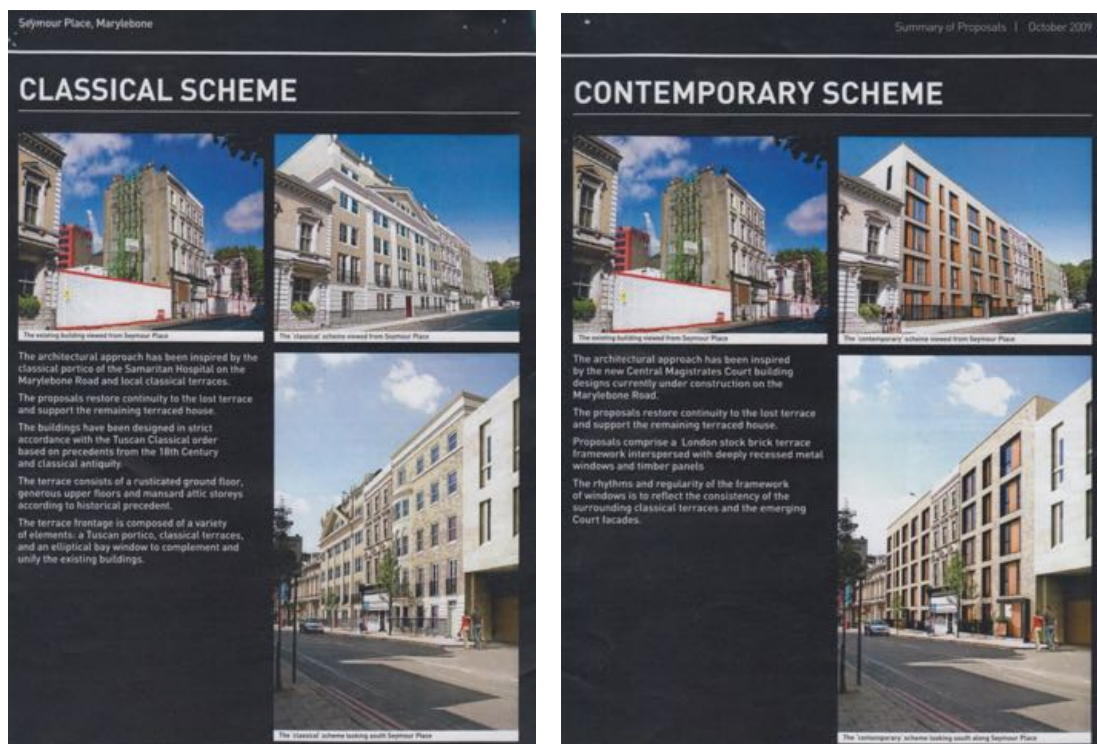 Seymour Place, Marylebone
CLASSICAL SCHEME
The existing building viewed from Seymour Place
The 'classical' scheme viewed from Seymour Place
The architectural approach has been inspired by the
classical portico of the Samaritan Hospital on the
Marylebone Road and local classical terraces.
The proposals restore continuity to the lost terrace
and support the remaining terraced house.
The buildings have been designed in strict
accordance with the Tuscan Classical order
based on precedents from the 18th Century
and classical antiquity.
The terrace consists of a rusticated ground floor,
generous upper floors and mansard attic storeys
according to historical precedent.
The terrace frontage is composed of a variety
of elements: a Tuscan portico, classical terraces,
and an elliptical bay window to complement and
unify the existing buildings.
The 'classical' scheme looking south Seymour Place
Summary of Proposals | October 2009
CONTEMPORARY SCHEME
The existing building viewed from Seymour Place
The 'contemporary' scheme viewed from Seymour Place
The architectural approach has been inspired
by the new Central Magistrates Court building
designs currently under construction on the
Marylebone Road.
The proposals restore continuity to the lost terrace
and support the remaining terraced house.
Proposals comprise a London stock brick terrace
framework interspersed with deeply recessed metal
windows and timber panels
The rhythms and regularity of the framework
of windows is to reflect the consistency of the
surrounding classical terraces and the emerging
Court facades.
The 'contemporary' scheme looking south along Seymour Place